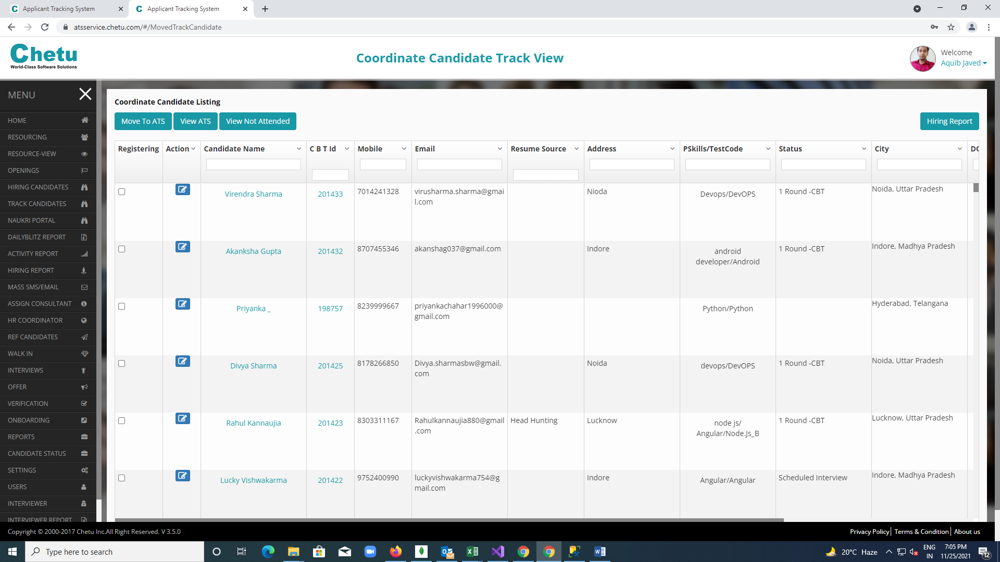 Applicant Tracking System
Applicant Tracking System
atsservice.chetu.com/#/MovedTrackCandidate
Chetu
World-Class Software Solutions
Coordinate Candidate Track View
Welcome
Aquib Javed
MENU
HOME
RESOURCING
RESOURCE-VIEW
OPENINGS
HIRING CANDIDATES
TRACK CANDIDATES
NAUKRI PORTAL
DAILYBLITZ REPORT
ACTIVITY REPORT
HIRING REPORT
MASS SMS/EMAIL
ASSIGN CONSULTANT
HR COORDINATOR
REF CANDIDATES
WALK IN
INTERVIEWS
OFFER
VERIFICATION
ONBOARDING
REPORTS
CANDIDATE STATUS
SETTINGS
USERS
INTERVIEWER
INTERVIEWER REPORT
Coordinate Candidate Listing
Move To ATS View ATS View Not Attended Hiring Report
Registering Action Candidate Name C B T Id Mobile Email Resume Source Address PSkills/TestCode Status City
Virendra Sharma 201433 7014241328 virusharma.sharma@gmai Nioda Devops/DevOPS 1 Round -CBT Noida, Uttar Pradesh
l.com
Akanksha Gupta 201432 8707455346 akanshag037@gmail.com Indore android 1 Round -CBT Indore, Madhya Pradesh
developer/Android
Priyanka _ 198757 8239999667 priyankachahar1996000@ Python/Python Hyderabad, Telangana
gmail.com
Divya Sharma 201425 8178266850 Divya.sharmasbw@gmail. Noida devops/DevOPS 1 Round -CBT Noida, Uttar Pradesh
com
Rahul Kannaujia 201423 8303311167 Rahulkannaujia880@gmail Head Hunting Lucknow node js/ 1 Round -CBT Lucknow, Uttar Pradesh
.com Angular/Node.Js_B
Lucky Vishwakarma 201422 9752400990 luckyvishwakarma754@g Indore Angular/Angular Scheduled Interview Indore, Madhya Pradesh
mail.com
Copyright © 2000-2017 Chetu Inc.All Right Reserved. V 3.5.0
Privacy Policy Terms & Condition About us
Type here to search
20°C Haze
ENG
IN
7:05 PM
11/25/2021
12